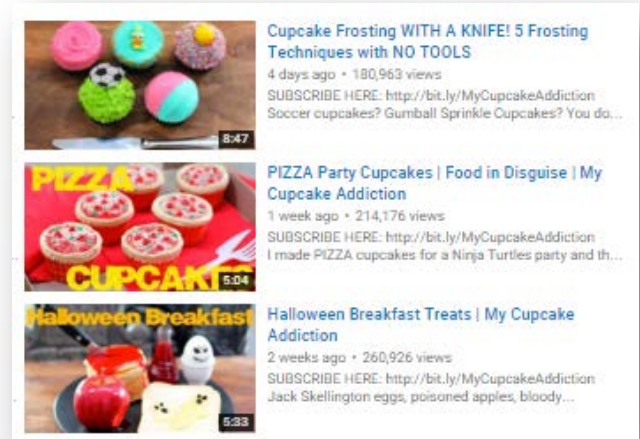 Cupcake Frosting WITH A KNIFE! 5 Frosting
Techniques with NO TOOLS
4 days ago • 180,963 views
SUBSCRIBE HERE: http://bit.ly/MyCupcakeAddiction
Soccer cupcakes? Gumball Sprinkle Cupcakes? You do...
8:47
PIZZA
CUPCAKES
5:04
PIZZA Party Cupcakes | Food in Disguise | My
Cupcake Addiction
1 week ago • 214,176 views
SUBSCRIBE HERE: http://bit.ly/MyCupcakeAddiction
I made PIZZA cupcakes for a Ninja Turtles party and th...
Halloween Breakfast
5:33
Halloween Breakfast Treats | My Cupcake
Addiction
2 weeks ago • 260,926 views
SUBSCRIBE HERE: http://bit.ly/MyCupcakeAddiction
Jack Skellington eggs, poisoned apples, bloody...